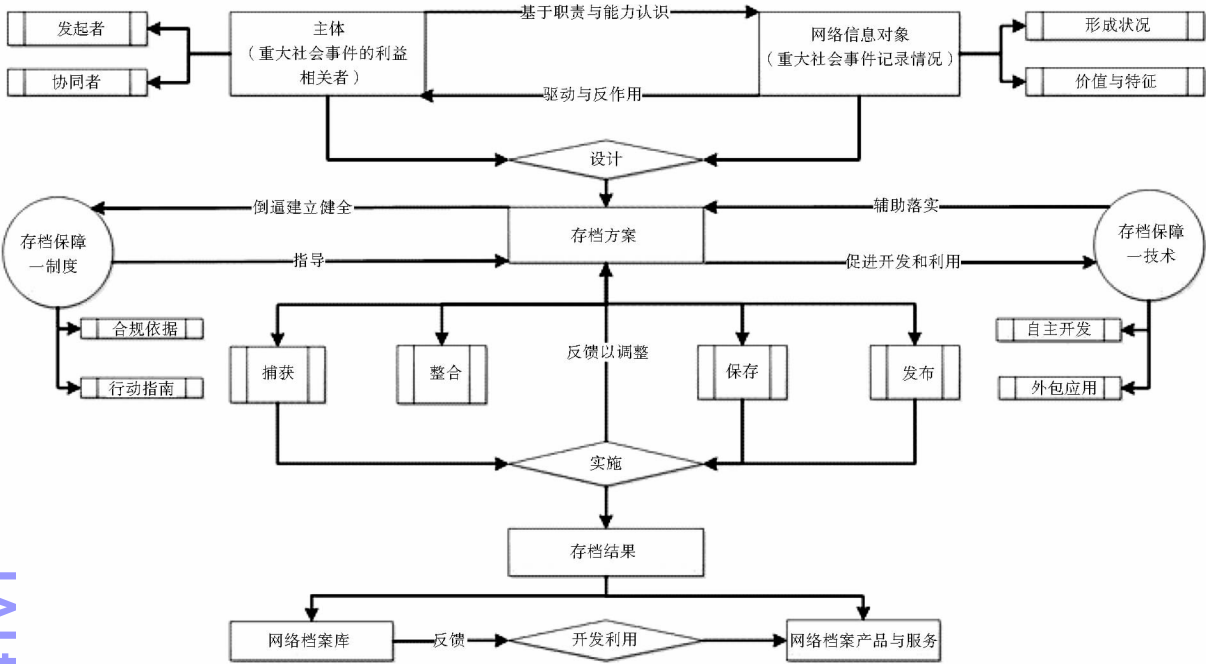 发起者
协同者
主体
（重大社会事件的利益
相关者）
基于职责与能力认识
驱动与反作用
网络信息对象
（重大社会事件记录情况）
形成状况
价值与特征
设计
存档保障
—制度
倒逼建立健全
指导
存档方案
辅助落实
促进开发和利用
存档保障
—技术
合规依据
行动指南
自主开发
外包应用
捕获
整合
反馈以调整
保存
发布
实施
存档结果
网络档案库
反馈
开发利用
网络档案产品与服务